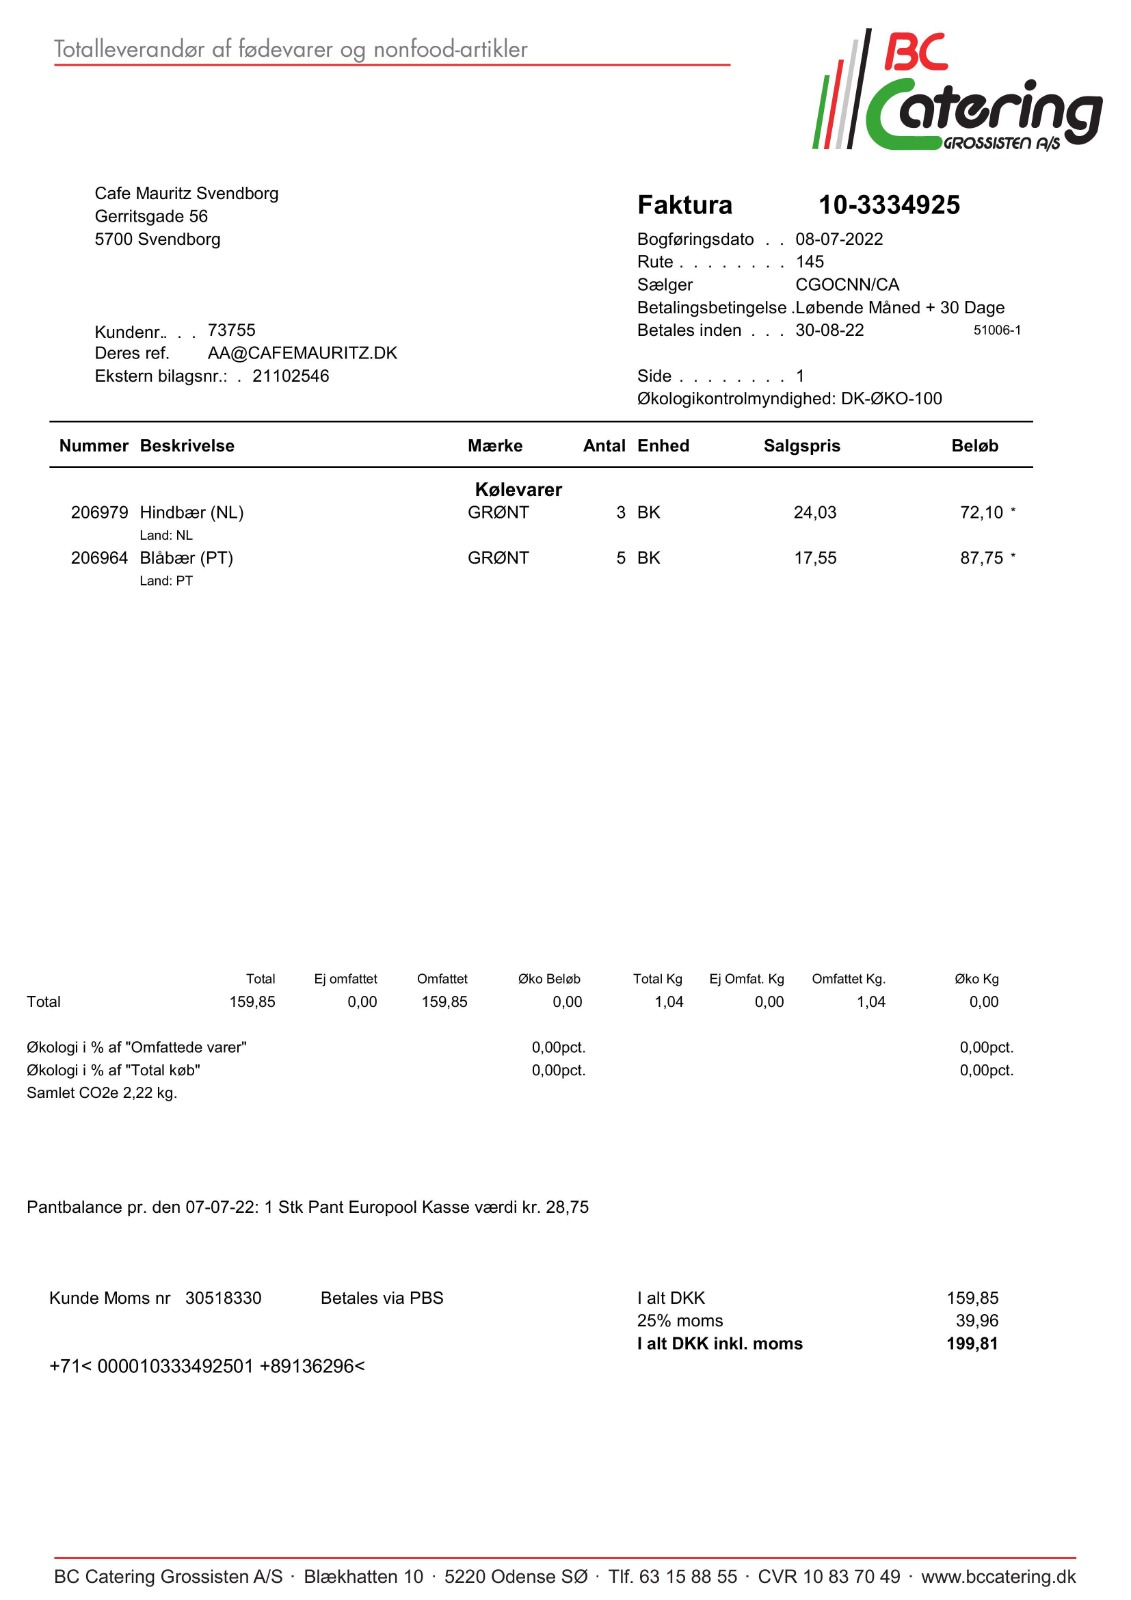 Totalleverandør af fødevarer og nonfood-artikler
BC
Catering
GROSSISTEN A/S
Cafe Mauritz Svendborg
Gerritsgade 56
5700 Svendborg
Kundenr.. . . 73755
Deres ref. AA@CAFEMAURITZ.DK
Ekstern bilagsnr.: . 21102546
Faktura 10-3334925
Bogføringsdato . . 08-07-2022
Rute . . . . . . . . 145
Sælger CGOCNN/CA
Betalingsbetingelse .Løbende Måned + 30 Dage
Betales inden . . . 30-08-22 51006-1
Side . . . . . . . . 1
Økologikontrolmyndighed: DK-ØKO-100
Nummer Beskrivelse Mærke Antal Enhed Salgspris Beløb
Kølevarer
206979 Hindbær (NL) GRØNT 3 BK 24,03 72,10 *
Land: NL
206964 Blåbær (PT) GRØNT 5 BK 17,55 87,75 *
Land: PT
Total Ej omfattet Omfattet Øko Beløb Total Kg Ej Omfat. Kg Omfattet Kg. Øko Kg
Total 159,85 0,00 159,85 0,00 1,04 0,00 1,04 0,00
Økologi i % af "Omfattede varer" 0,00pct. 0,00pct.
Økologi i % af "Total køb" 0,00pct. 0,00pct.
Samlet CO2e 2,22 kg.
Pantbalance pr. den 07-07-22: 1 Stk Pant Europool Kasse værdi kr. 28,75
Kunde Moms nr 30518330 Betales via PBS I alt DKK 159,85
25% moms 39,96
I alt DKK inkl. moms 199,81
+71< 000010333492501 +89136296<
BC Catering Grossisten A/S · Blækhatten 10 · 5220 Odense SØ · Tlf. 63 15 88 55 · CVR 10 83 70 49 · www.bccatering.dk